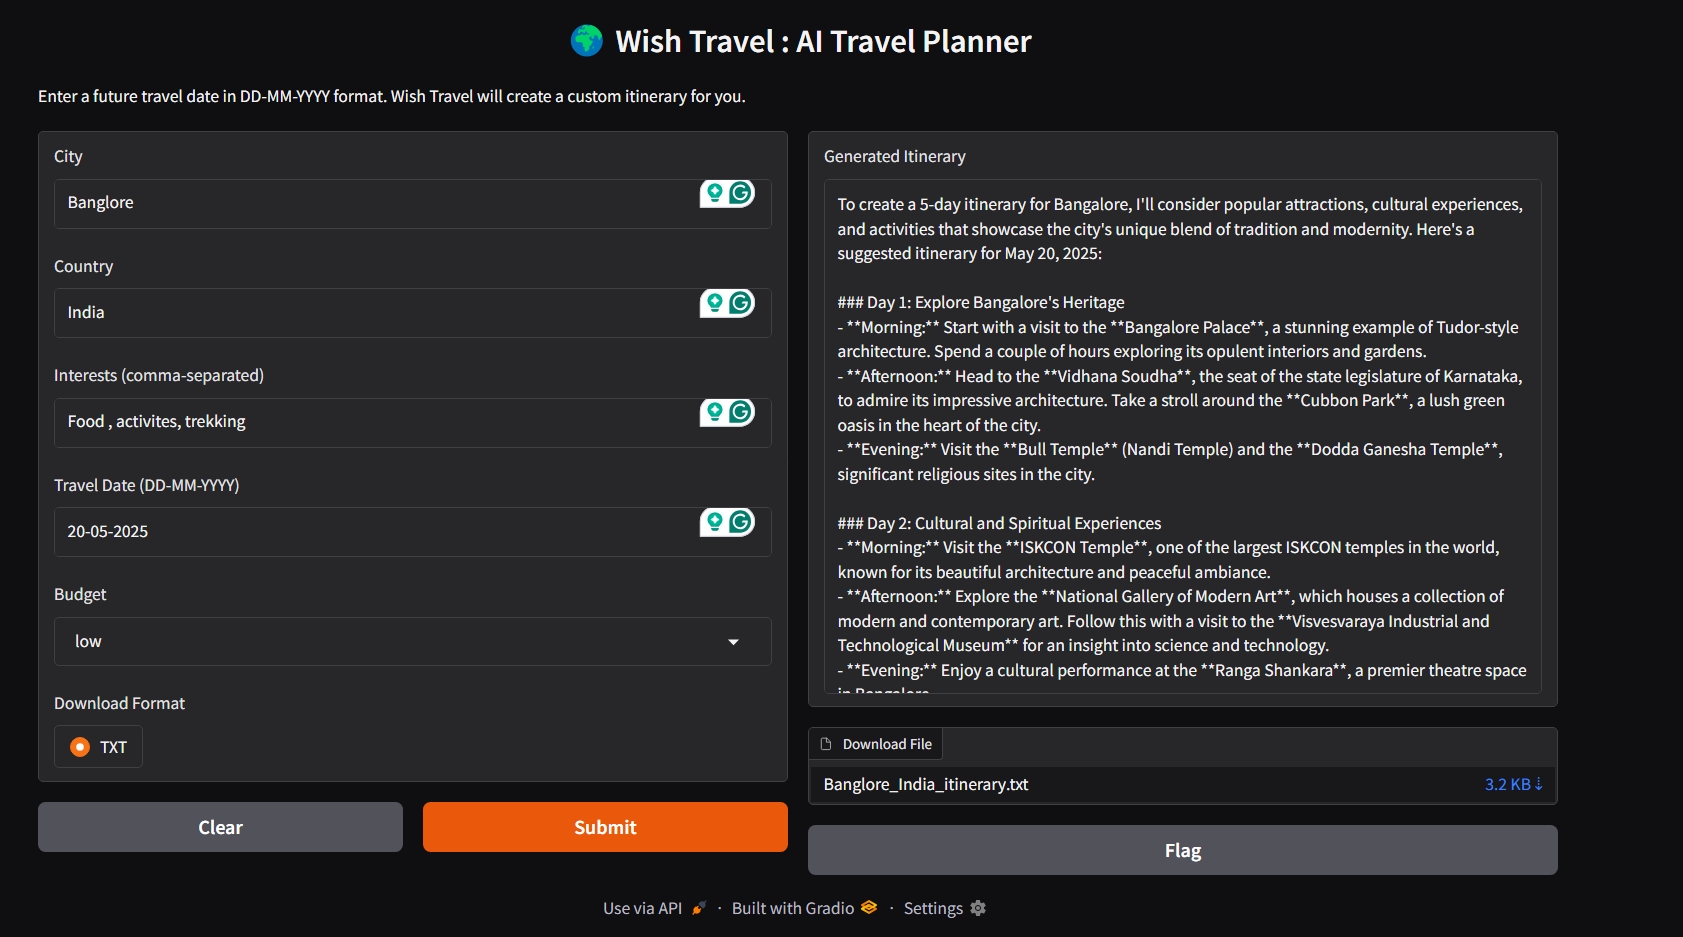 🌍 Wish Travel : AI Travel Planner
Enter a future travel date in DD-MM-YYYY format. Wish Travel will create a custom itinerary for you.
City
Banglore
Country
India
Interests (comma-separated)
Food , activites, trekking
Travel Date (DD-MM-YYYY)
20-05-2025
Budget
low
Download Format
TXT
Clear
Submit
Generated Itinerary
To create a 5-day itinerary for Bangalore, I'll consider popular attractions, cultural experiences,
and activities that showcase the city's unique blend of tradition and modernity. Here's a
suggested itinerary for May 20, 2025:
### Day 1: Explore Bangalore's Heritage
- **Morning:** Start with a visit to the **Bangalore Palace**, a stunning example of Tudor-style
architecture. Spend a couple of hours exploring its opulent interiors and gardens.
- **Afternoon:** Head to the **Vidhana Soudha**, the seat of the state legislature of Karnataka,
to admire its impressive architecture. Take a stroll around the **Cubbon Park**, a lush green
oasis in the heart of the city.
- **Evening:** Visit the **Bull Temple** (Nandi Temple) and the **Dodda Ganesha Temple**,
significant religious sites in the city.
### Day 2: Cultural and Spiritual Experiences
- **Morning:** Visit the **ISKCON Temple**, one of the largest ISKCON temples in the world,
known for its beautiful architecture and peaceful ambiance.
- **Afternoon:** Explore the **National Gallery of Modern Art**, which houses a collection of
modern and contemporary art. Follow this with a visit to the **Visvesvaraya Industrial and
Technological Museum** for an insight into science and technology.
- **Evening:** Enjoy a cultural performance at the **Ranga Shankara**, a premier theatre space
in Bangalore
Download File
Banglore_India_itinerary.txt
3.2 KB ⇣
Flag
Use via API 🚀 · Built with Gradio · Settings ⚙